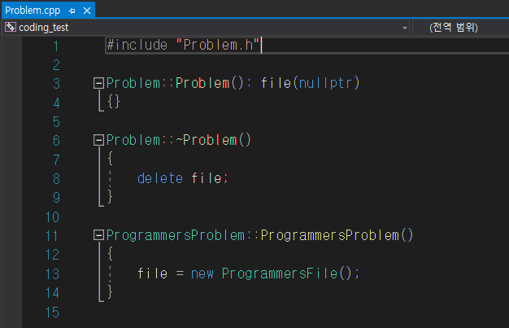 Problem.cpp
coding_test
(전역 범위)
1 #include "Problem.h"
2
3 Problem::Problem(): file(nullptr)
4 {}
5
6 Problem::~Problem()
7 {
8 delete file;
9 }
10
11 ProgrammersProblem::ProgrammersProblem()
12 {
13 file = new ProgrammersFile();
14 }
15